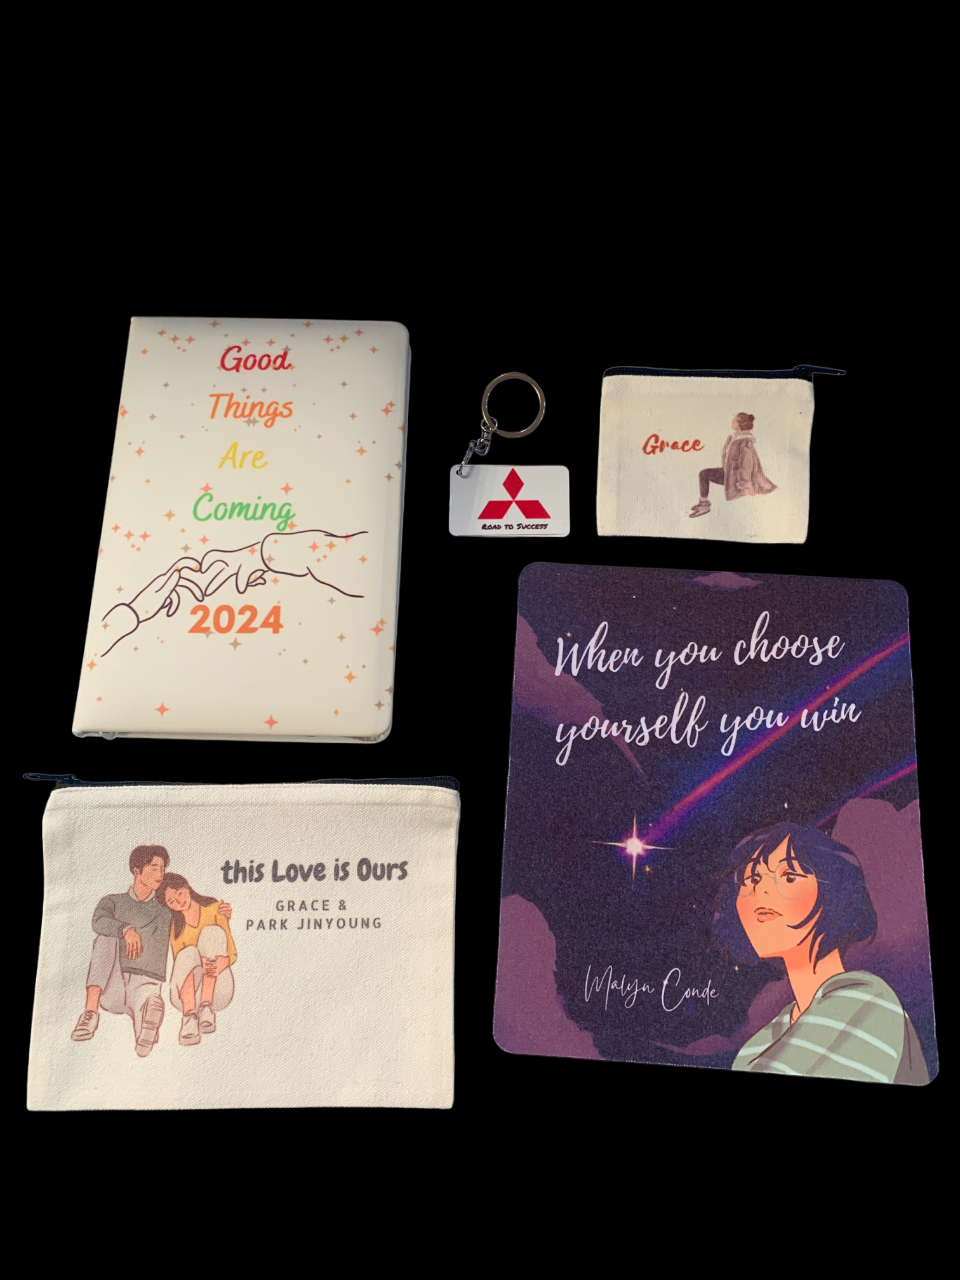 Good
Things
Are
Coming
2024
Road to Success
Grace
When you choose
yourself you win
Malyn Conde
this Love is Ours
GRACE &
PARK JINYOUNG